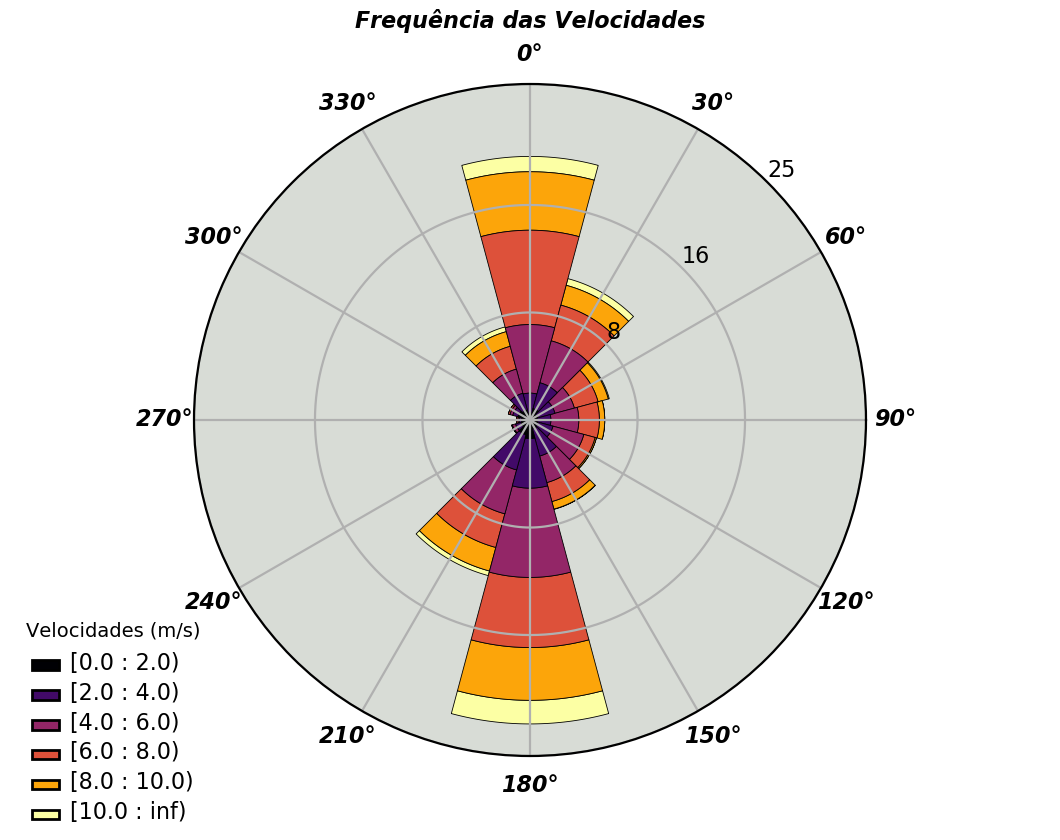 Frequência das Velocidades
0°
330°
30°
25
300°
60°
16
8
270°
90°
240°
120°
210°
150°
180°
Velocidades (m/s)
[0.0 : 2.0)
[2.0 : 4.0)
[4.0 : 6.0)
[6.0 : 8.0)
[8.0 : 10.0)
[10.0 : inf)